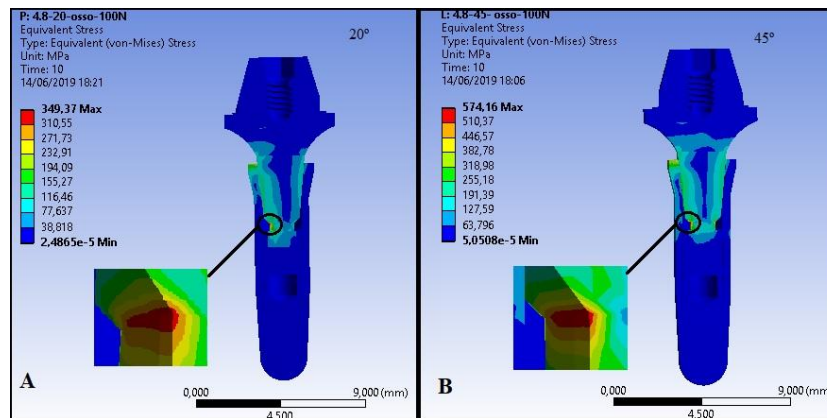 P: 4.8-20-osso-100N
Equivalent Stress
Type: Equivalent (von-Mises) Stress
Unit: MPa
Time: 10
14/06/2019 18:21
20º
349,37 Max
310,55
271,73
232,91
194,09
155,27
116,46
77,637
38,818
2,4865e-5 Min
A
0,000
9,000 (mm)
4,500
L: 4.8-45- osso-100N
Equivalent Stress
Type: Equivalent (von-Mises) Stress
Unit: MPa
Time: 10
14/06/2019 18:06
45º
574,16 Max
510,37
446,57
382,78
318,98
255,18
191,39
127,59
63,796
5,0508e-5 Min
B
0,000
9,000 (mm)
4,500